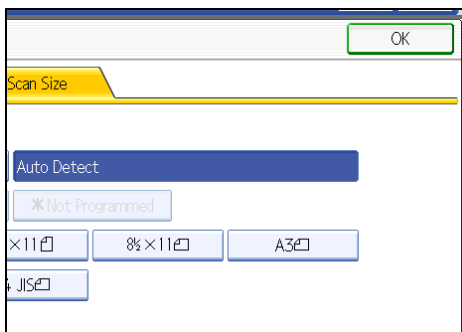 OK
Scan Size
Auto Detect
*Not Programmed
×11 8½×11 A3
JIS